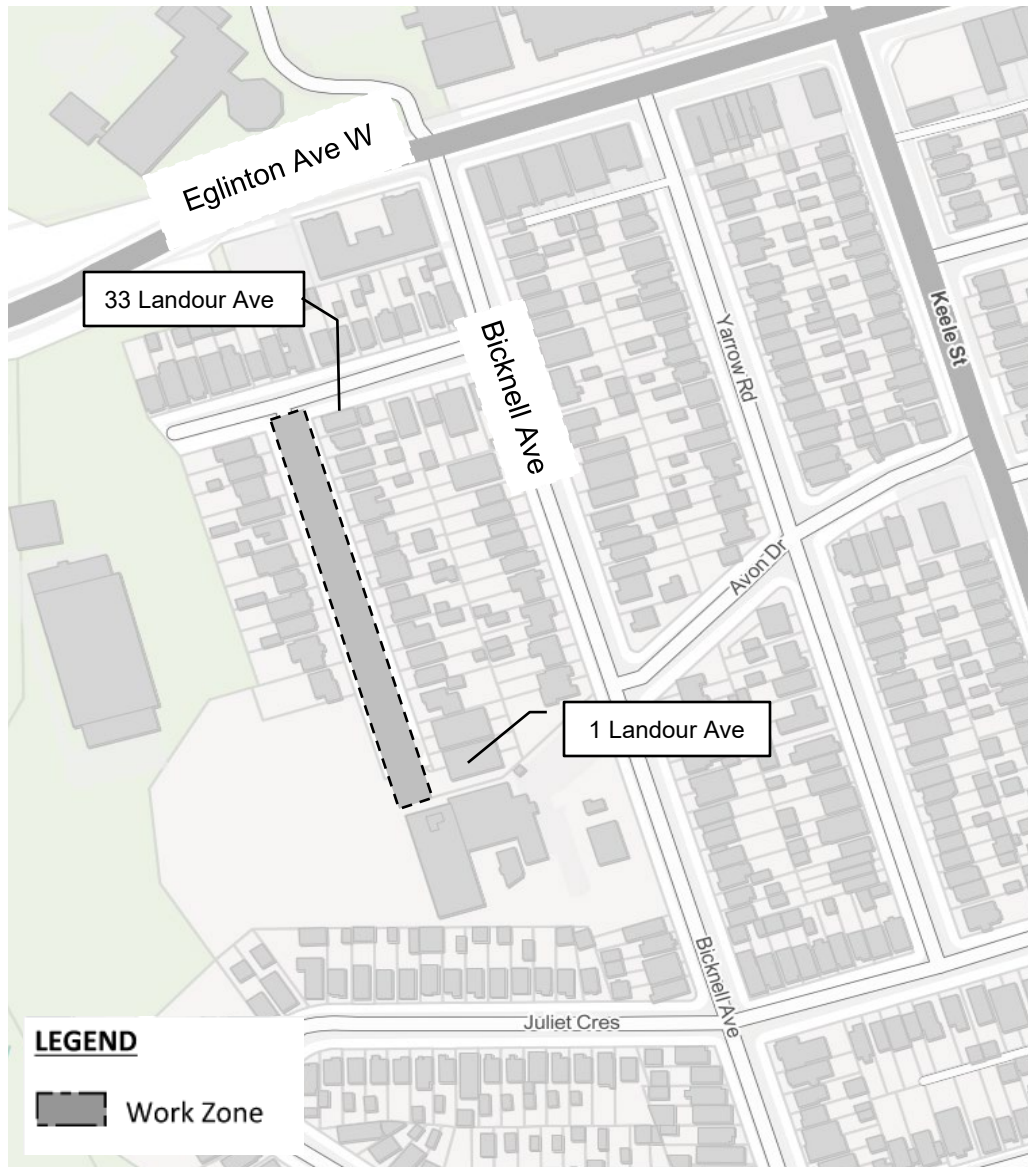 Eglinton Ave W
33 Landour Ave
Bicknell Ave
Yarrow Rd
Keele St
Avon Dr
1 Landour Ave
Bicknell Ave
Juliet Cres
LEGEND
Work Zone